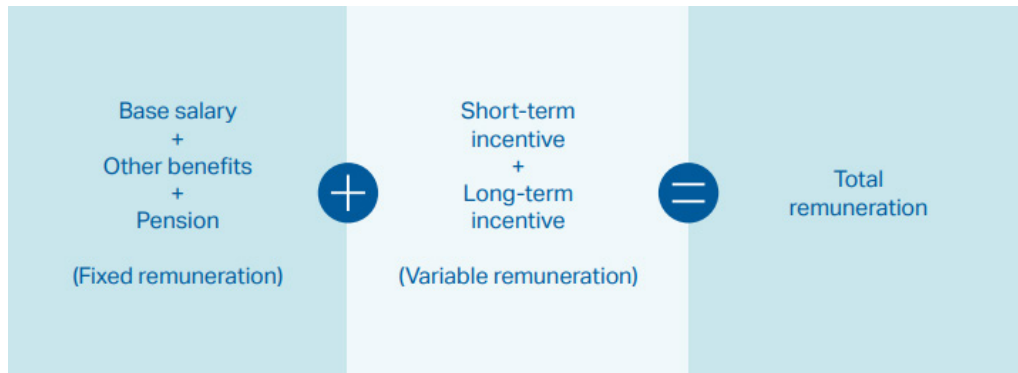 Base salary
+
Other benefits
+
Pension
(Fixed remuneration)
+
Short-term
incentive
+
Long-term
incentive
(Variable remuneration)
=
Total
remuneration